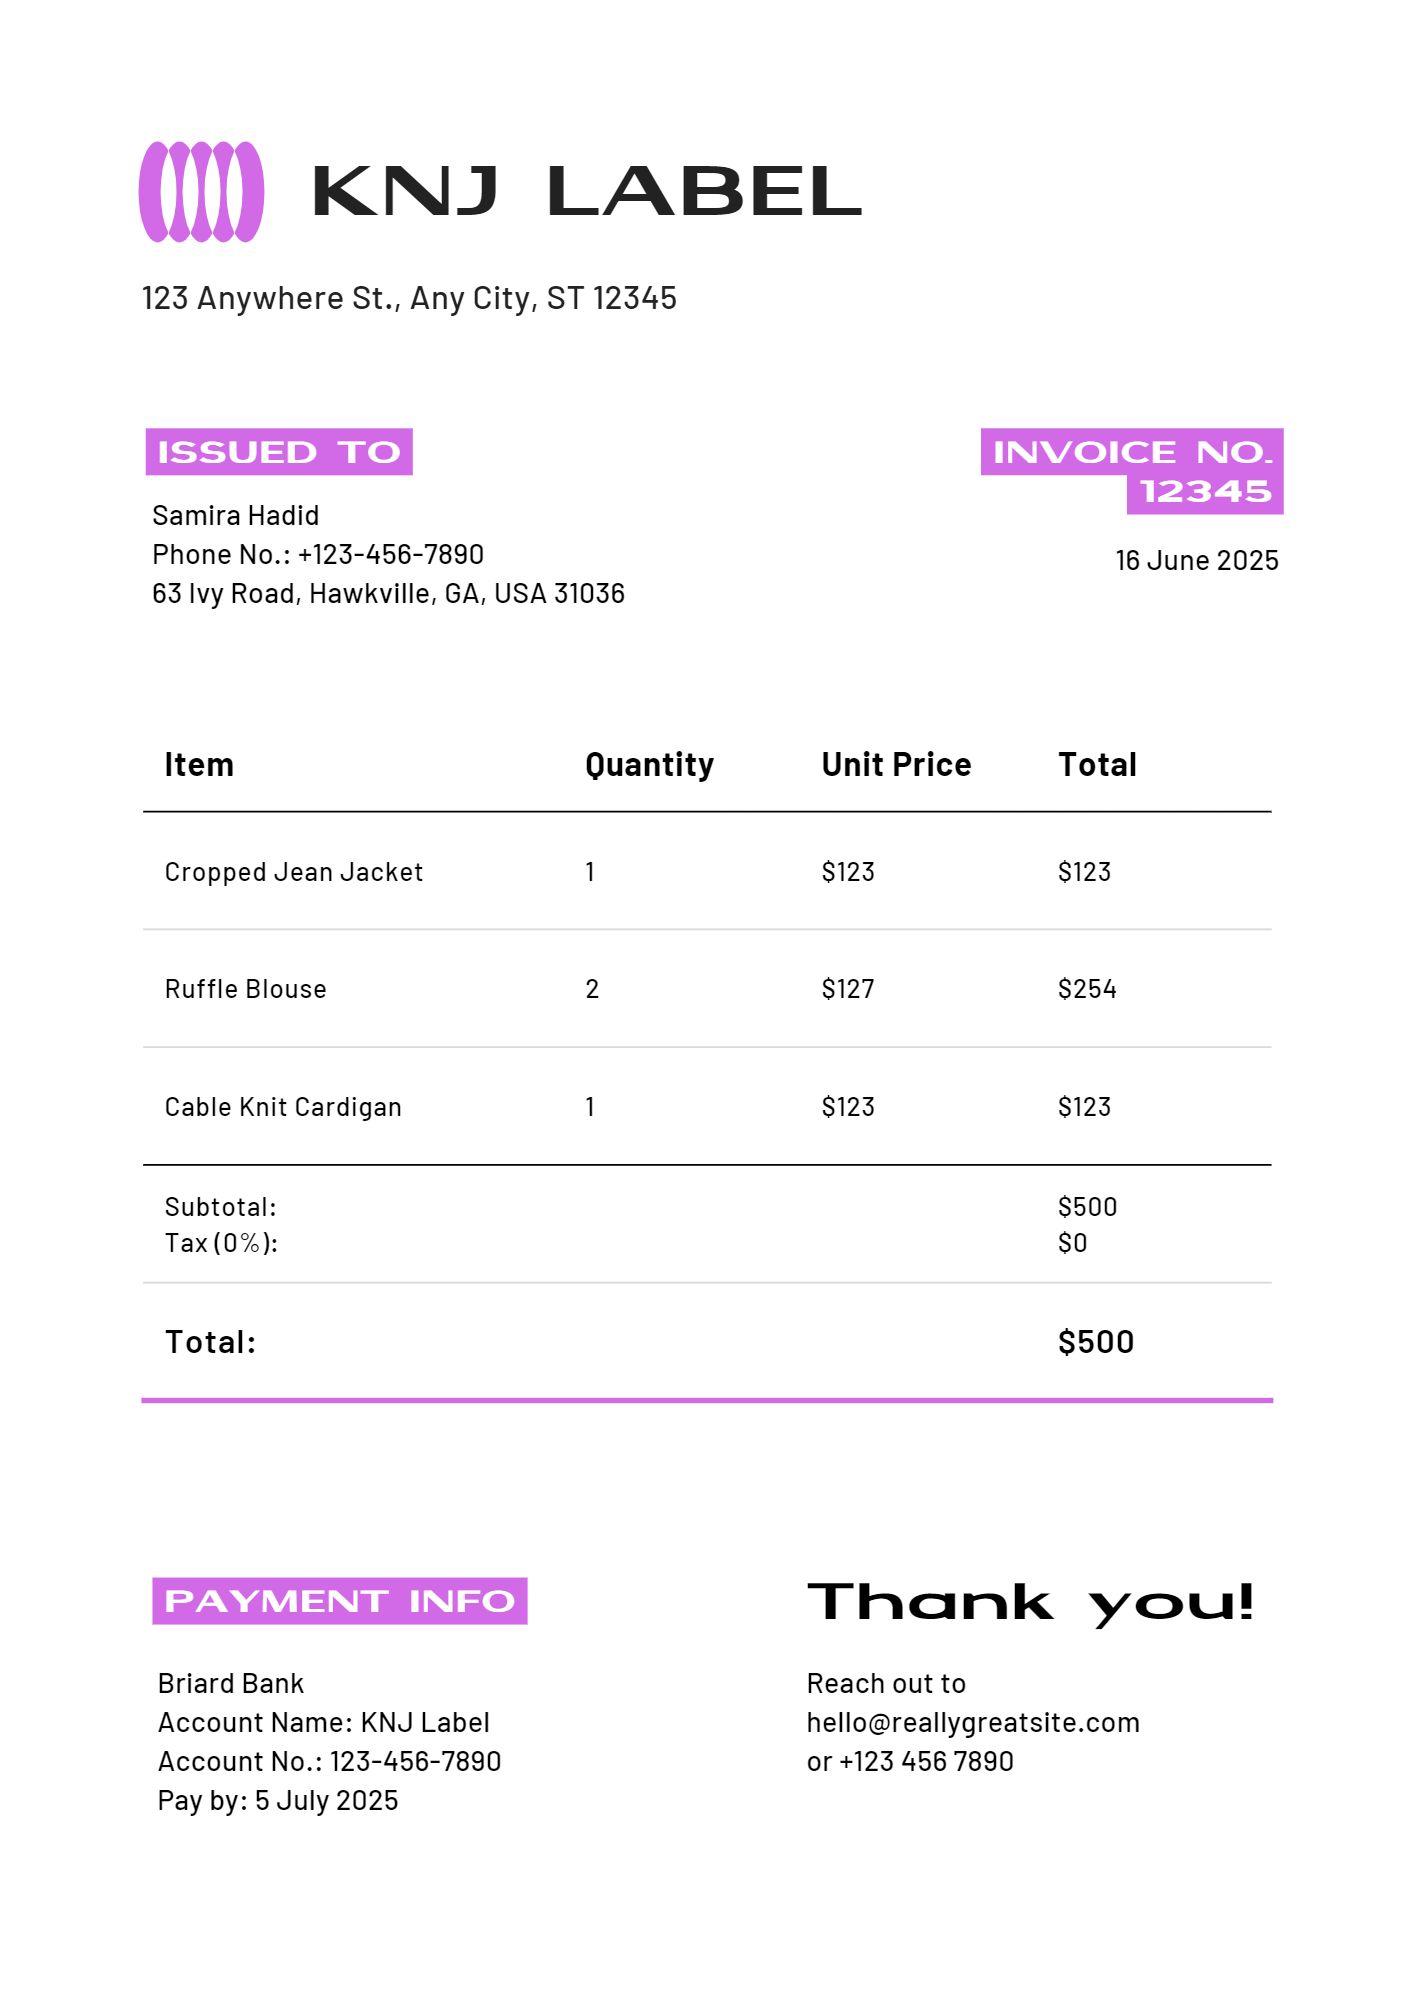 KNJ LABEL
123 Anywhere St., Any City, ST 12345
ISSUED TO
Samira Hadid
Phone No.: +123-456-7890
63 Ivy Road, Hawkville, GA, USA 31036
INVOICE NO.
12345
16 June 2025
Item Quantity Unit Price Total
Cropped Jean Jacket 1 $123 $123
Ruffle Blouse 2 $127 $254
Cable Knit Cardigan 1 $123 $123
Subtotal: $500
Tax (0%): $0
Total: $500
PAYMENT INFO
Briard Bank
Account Name: KNJ Label
Account No.: 123-456-7890
Pay by: 5 July 2025
Thank you!
Reach out to
hello@reallygreatsite.com
or +123 456 7890